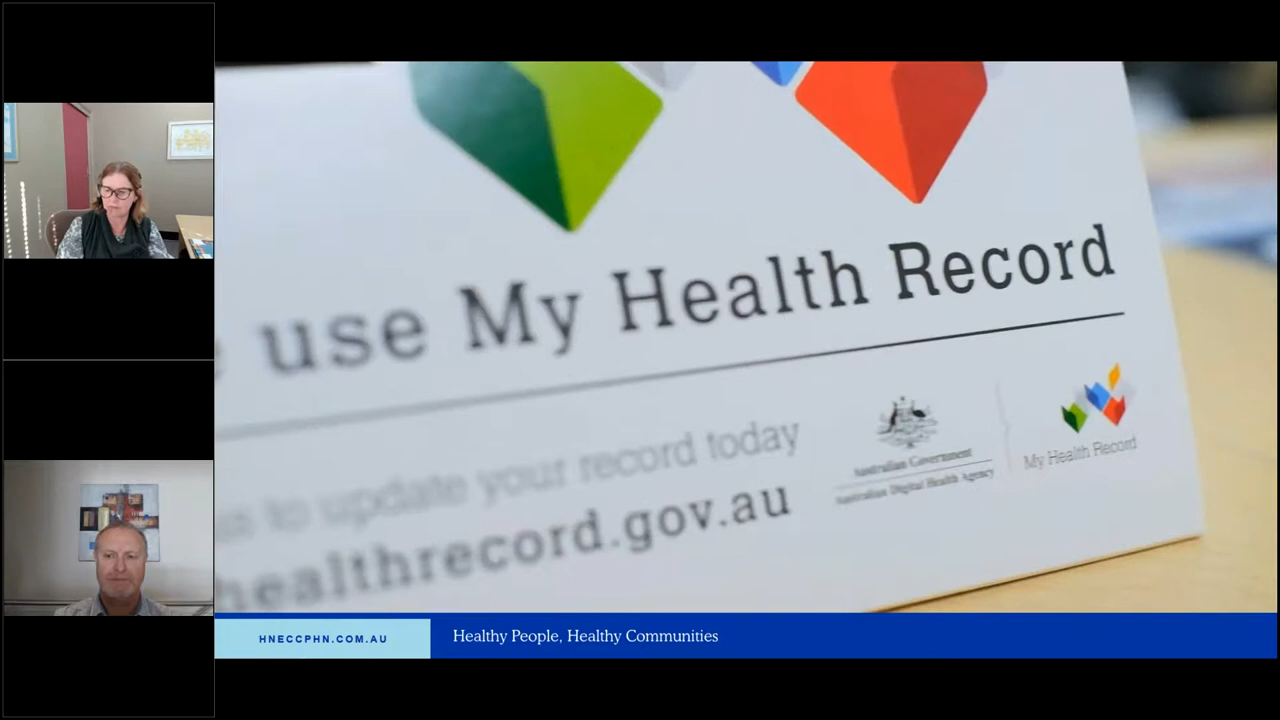 use My Health Record
to update your record today
healthrecord.gov.au
Australian Government
Australian Digital Health Agency
My Health Record
HNECCPHN.COM.AU
Healthy People, Healthy Communities